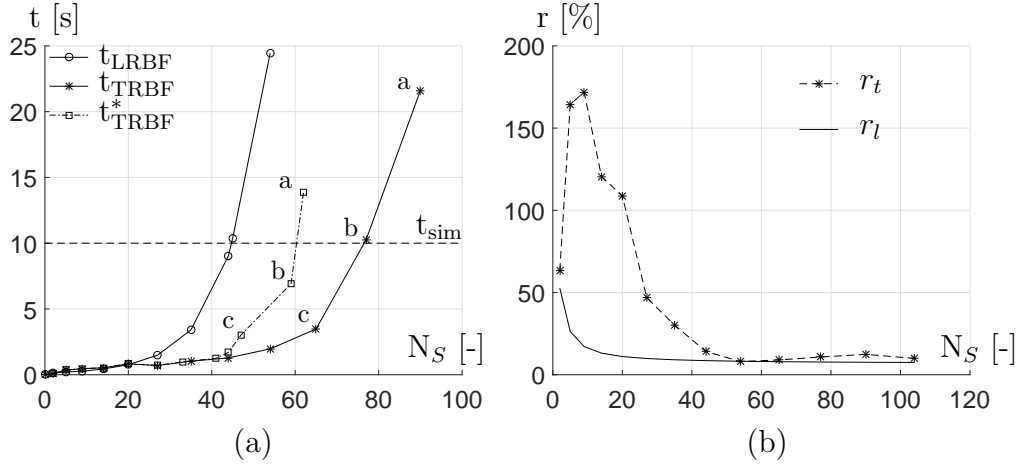 t [s]
25
20
15
10
5
0
0 20 40 60 80 100
t_LRBF
t_TRBF
t*_TRBF
a
a
b
b
c
c
t_sim
N_S [-]
(a)
r [%]
200
150
100
50
0
0 20 40 60 80 100 120
r_t
r_l
N_S [-]
(b)